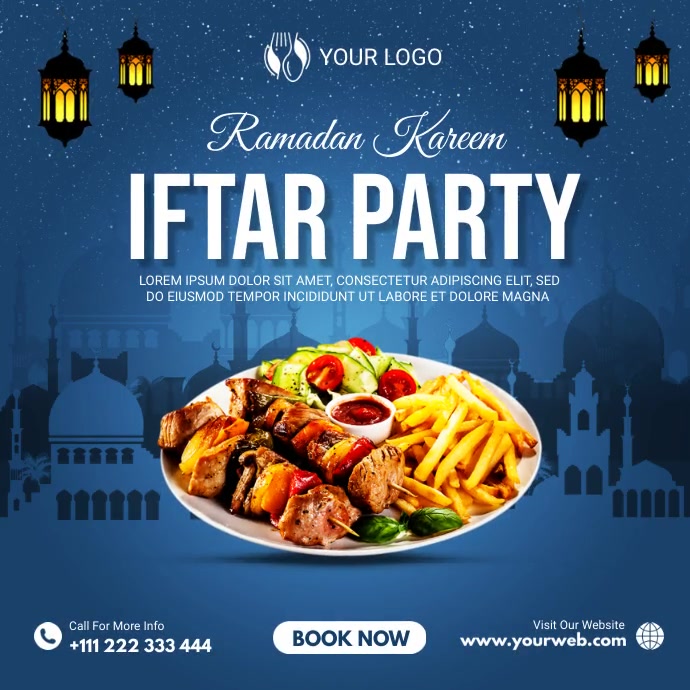 YOUR LOGO
Ramadan Kareem
IFTAR PARTY
LOREM IPSUM DOLOR SIT AMET, CONSECTETUR ADIPISCING ELIT, SED
DO EIUSMOD TEMPOR INCIDIDUNT UT LABORE ET DOLORE MAGNA
Call For More Info
+111 222 333 444
BOOK NOW
Visit Our Website
www.yourweb.com